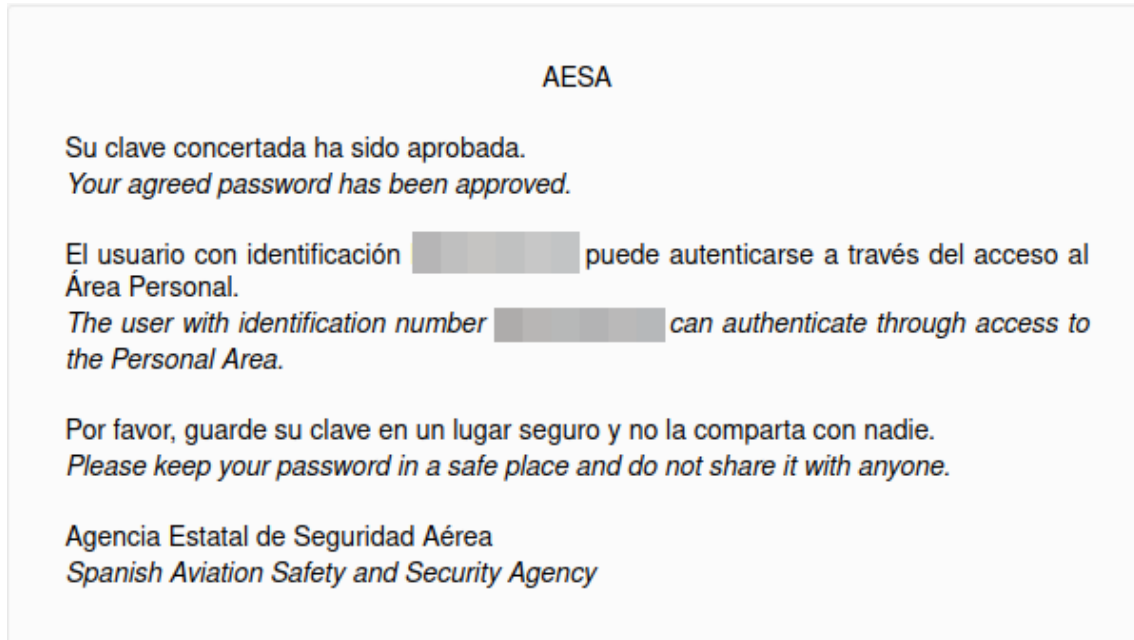 AESA
Su clave concertada ha sido aprobada.
Your agreed password has been approved.
El usuario con identificación puede autenticarse a través del acceso al
Área Personal.
The user with identification number can authenticate through access to
the Personal Area.
Por favor, guarde su clave en un lugar seguro y no la comparta con nadie.
Please keep your password in a safe place and do not share it with anyone.
Agencia Estatal de Seguridad Aérea
Spanish Aviation Safety and Security Agency